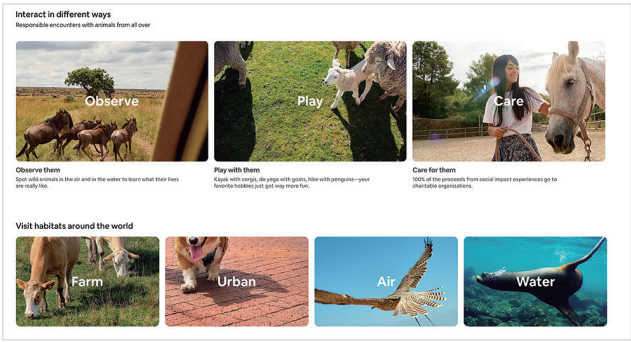 Interact in different ways
Responsible encounters with animals from all over
Observe
Play
Care
Observe them
Spot wild animals in the air and in the water to learn what their lives
are really like.
Play with them
Kayak with corgis, do yoga with goats, hike with penguins—your
favorite hobbies just got way more fun.
Care for them
100% of the proceeds from social impact experiences go to
charitable organizations.
Visit habitats around the world
Farm
Urban
Air
Water